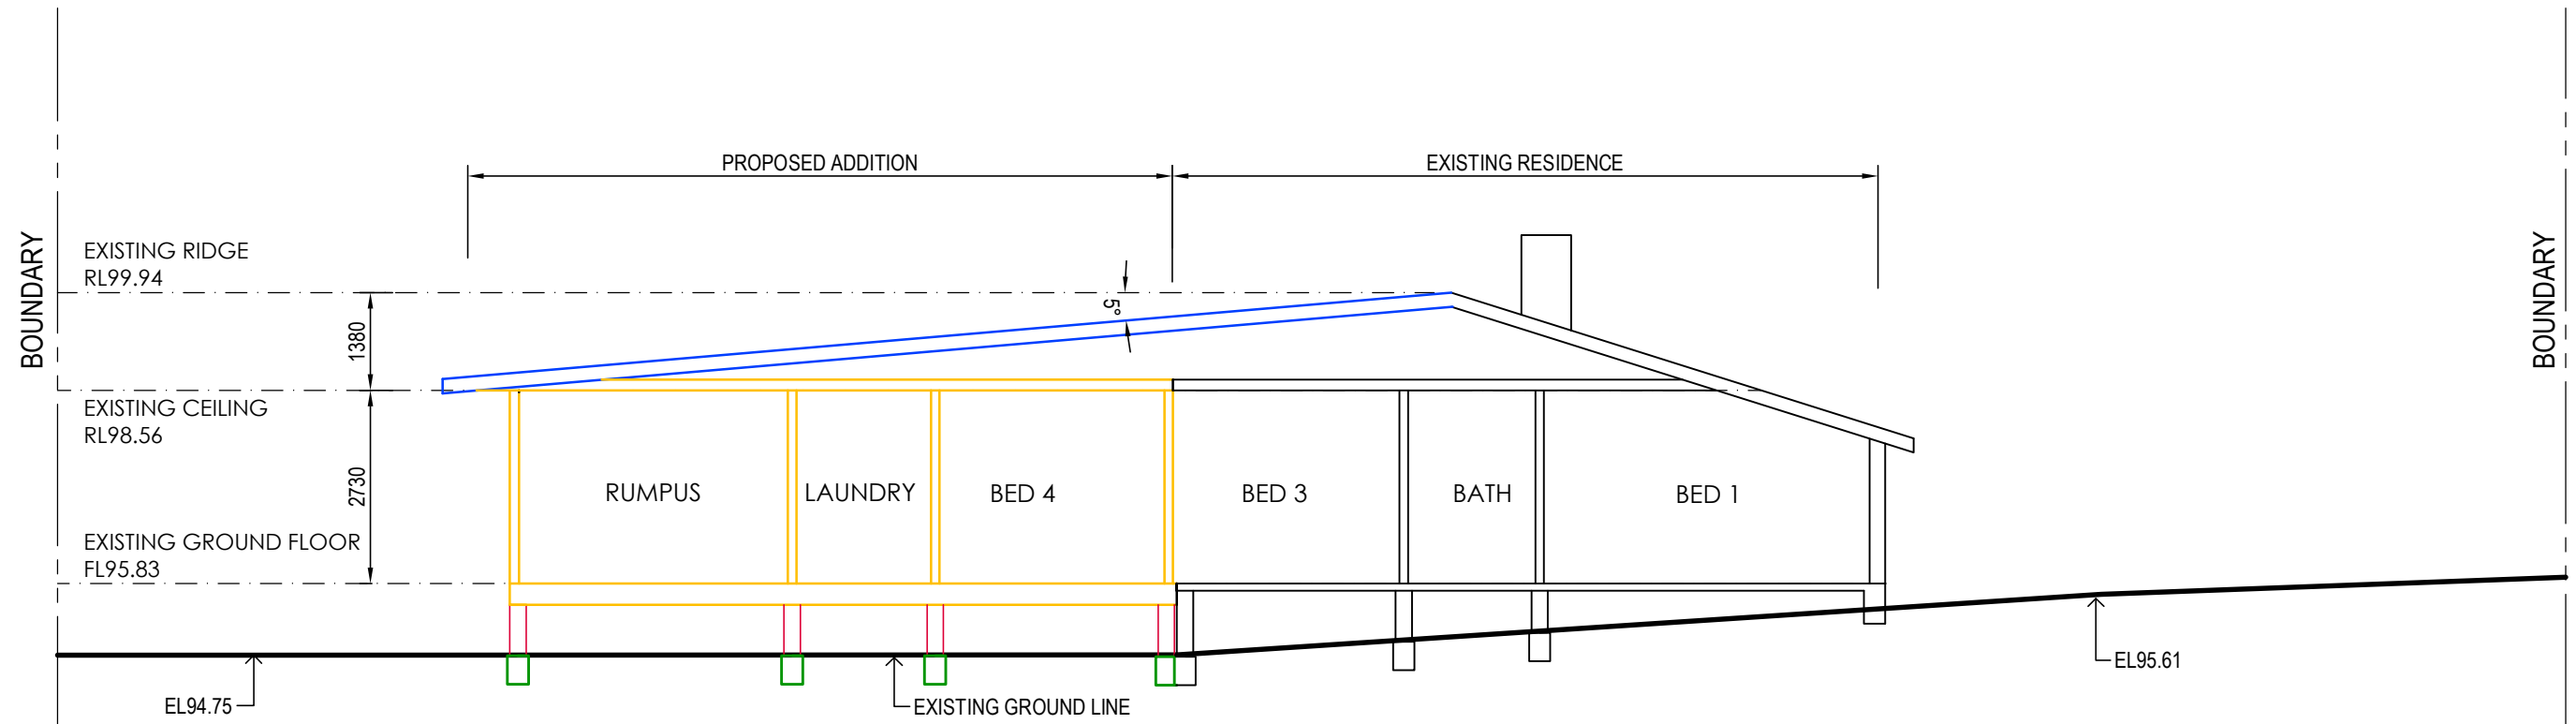 PROPOSED ADDITION
EXISTING RESIDENCE
BOUNDARY
EXISTING RIDGE
RL99.94
BOUNDARY
5°
1380
EXISTING CEILING
RL98.56
2730
RUMPUS
LAUNDRY
BED 4
BED 3
BATH
BED 1
EXISTING GROUND FLOOR
FL95.83
EL95.61
EL94.75
EXISTING GROUND LINE